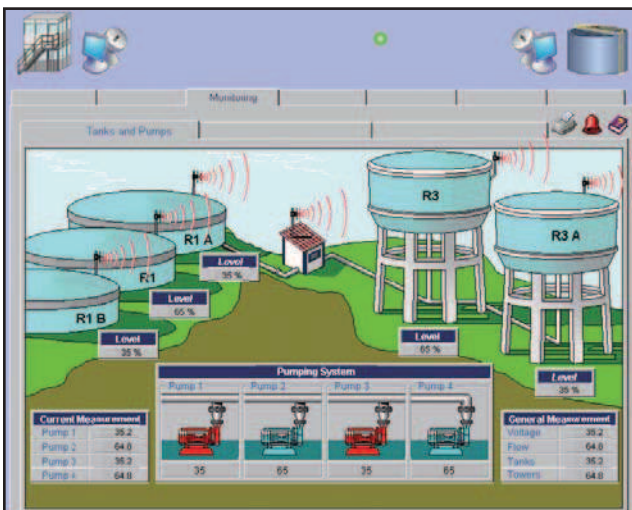 Monitoring
Tanks and Pumps
R3
R3 A
R1 A
R1
R1 B
Level
35 %
Level
65 %
Level
35 %
Level
65 %
Level
35 %
Pumping System
Pump 1 Pump 2 Pump 3 Pump 4
35 65 35 65
Current Measurement
Pump 1 35.2
Pump 2 64.8
Pump 3 35.2
Pump 4 64.8
General Measurement
Voltage 35.2
Flow 64.8
Tanks 35.2
Towers 64.8